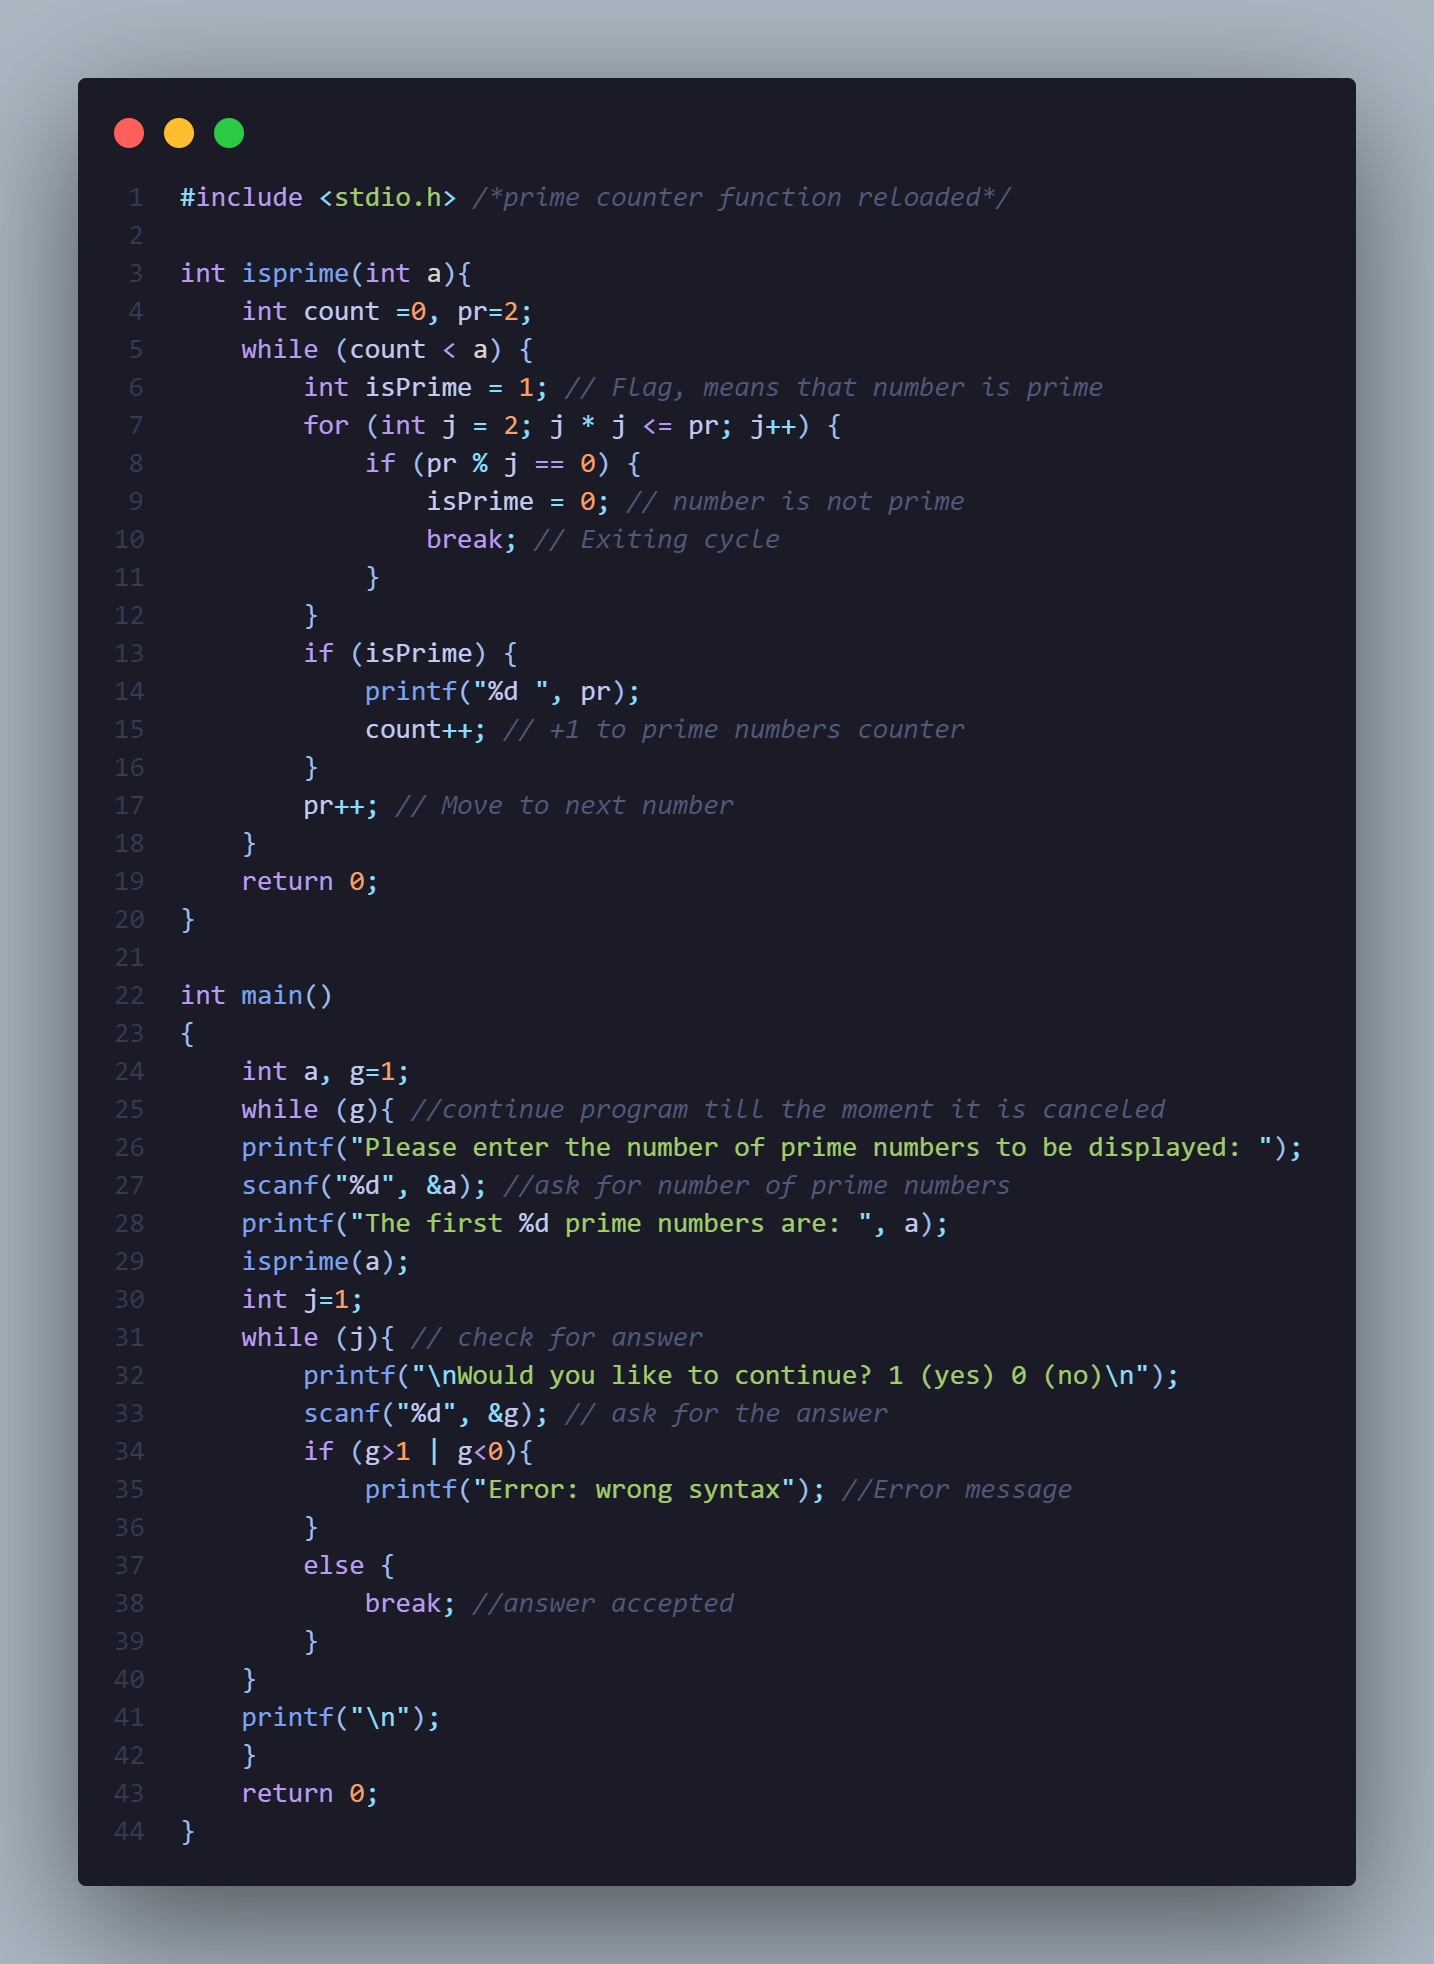 1 #include <stdio.h> /*prime counter function reloaded*/
2
3 int isprime(int a){
4     int count =0, pr=2;
5     while (count < a) {
6         int isPrime = 1; // Flag, means that number is prime
7         for (int j = 2; j * j <= pr; j++) {
8             if (pr % j == 0) {
9                 isPrime = 0; // number is not prime
10                 break; // Exiting cycle
11             }
12         }
13         if (isPrime) {
14             printf("%d ", pr);
15             count++; // +1 to prime numbers counter
16         }
17         pr++; // Move to next number
18     }
19     return 0;
20 }
21
22 int main()
23 {
24     int a, g=1;
25     while (g){ //continue program till the moment it is canceled
26     printf("Please enter the number of prime numbers to be displayed: ");
27     scanf("%d", &a); //ask for number of prime numbers
28     printf("The first %d prime numbers are: ", a);
29     isprime(a);
30     int j=1;
31     while (j){ // check for answer
32         printf("\nWould you like to continue? 1 (yes) 0 (no)\n");
33         scanf("%d", &g); // ask for the answer
34         if (g>1 | g<0){
35             printf("Error: wrong syntax"); //Error message
36         }
37         else {
38             break; //answer accepted
39         }
40     }
41     printf("\n");
42     }
43     return 0;
44 }